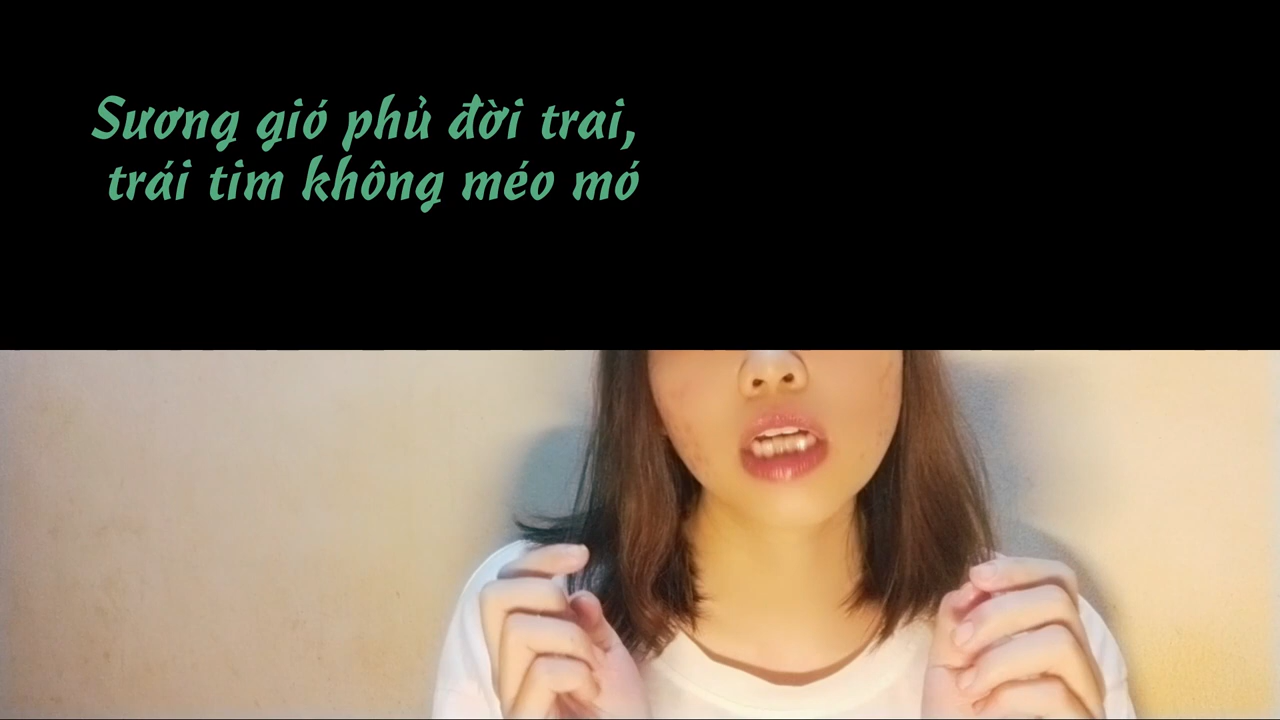 Sương gió phủ đời trai,
trái tim không méo mó